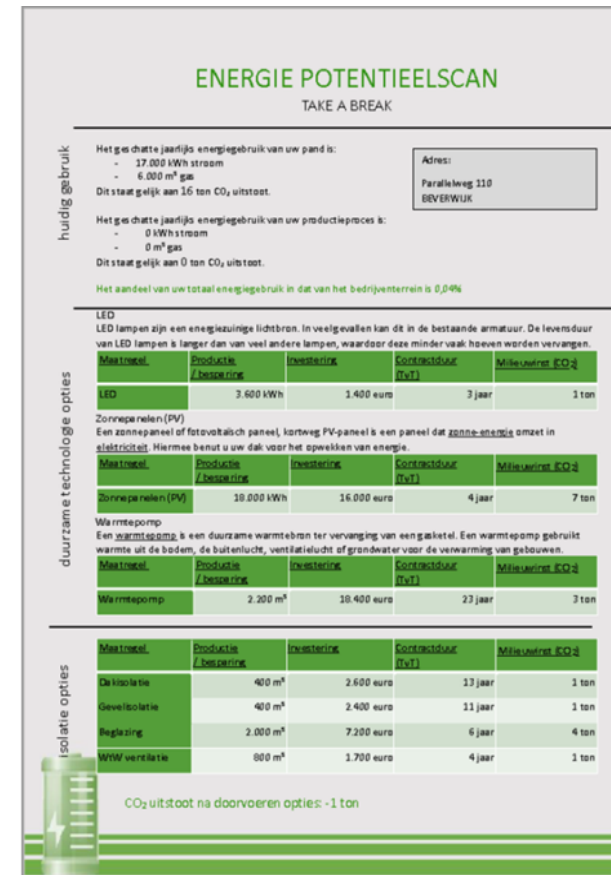 ENERGIE POTENTIEELSCAN
TAKE A BREAK
huidig gebruik
Het geschatte jaarlijks energiegebruik van uw pand is:
- 17.000 kWh stroom
- 6.000 m³ gas
Dit staat gelijk aan 16 ton CO₂ uitstoot.
Adres:
Parallelweg 110
BEVERWIJK
Het geschatte jaarlijks energiegebruik van uw productieproces is:
- 0 kWh stroom
- 0 m³ gas
Dit staat gelijk aan 0 ton CO₂ uitstoot.
Het aandeel van uw totaal energiegebruik in dat van het bedrijventerrein is 0,04%
duurzame technologie opties
LED
LED lampen zijn een energiezuinige lichtbron. In veel gevallen kan dit in de bestaande armatuur. De levensduur
van LED lampen is langer dan van veel andere lampen, waardoor deze minder vaak hoeven worden vervangen.
Maatregel Productie / besparing Investering Contractduur (TvT) Milieuwinst (CO2)
LED 3.600 kWh 1.400 euro 3 jaar 1 ton
Zonnepanelen (PV)
Een zonnepaneel of fotovoltaïsch paneel, kortweg PV-paneel is een paneel dat zonne-energie omzet in
elektriciteit. Hiermee benut u uw dak voor het opwekken van energie.
Maatregel Productie / besparing Investering Contractduur (TvT) Milieuwinst (CO2)
Zonnepanelen (PV) 18.000 kWh 16.000 euro 4 jaar 7 ton
Warmtepomp
Een warmtepomp is een duurzame warmtebron ter vervanging van een gasketel. Een warmtepomp gebruikt
warmte uit de bodem, de buitenlucht, ventilatielucht of grondwater voor de verwarming van gebouwen.
Maatregel Productie / besparing Investering Contractduur (TvT) Milieuwinst (CO2)
Warmtepomp 2.200 m³ 18.400 euro 23 jaar 3 ton
isolatie opties
Maatregel Productie / besparing Investering Contractduur (TvT) Milieuwinst (CO2)
Dakisolatie 400 m³ 2.600 euro 13 jaar 1 ton
Gevelisolatie 400 m³ 2.400 euro 11 jaar 1 ton
Beglazing 2.000 m³ 7.200 euro 6 jaar 4 ton
WtW ventilatie 800 m³ 1.700 euro 4 jaar 1 ton
CO₂ uitstoot na doorvoeren opties: -1 ton